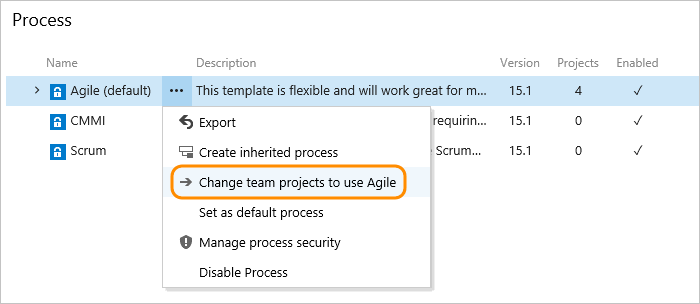 Process
Name Description Version Projects Enabled
Agile (default) ··· This template is flexible and will work great for m... 15.1 4 ✓
CMMI requirin... 15.1 0 ✓
Scrum e Scrum... 15.1 0 ✓
Export
Create inherited process
Change team projects to use Agile
Set as default process
Manage process security
Disable Process